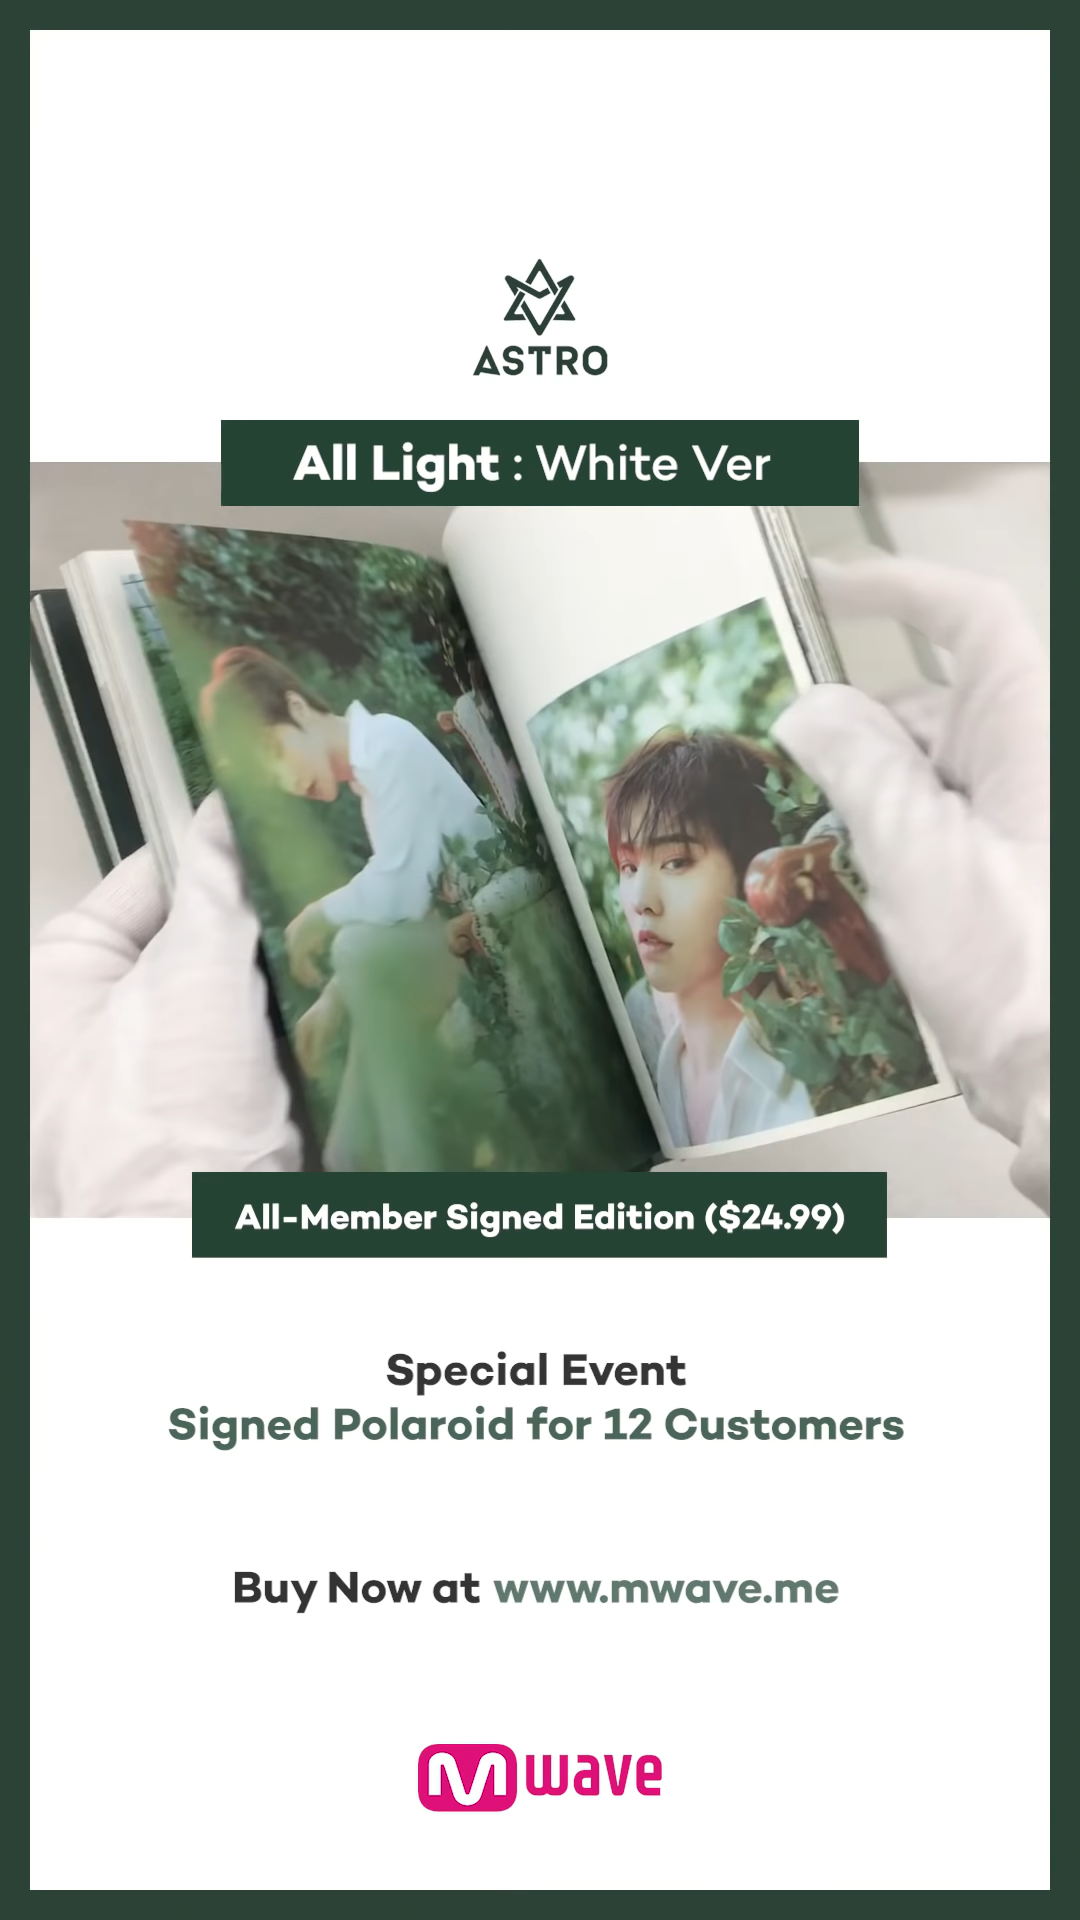 ASTRO
All Light : White Ver
All-Member Signed Edition ($24.99)
Special Event
Signed Polaroid for 12 Customers
Buy Now at www.mwave.me
M wave